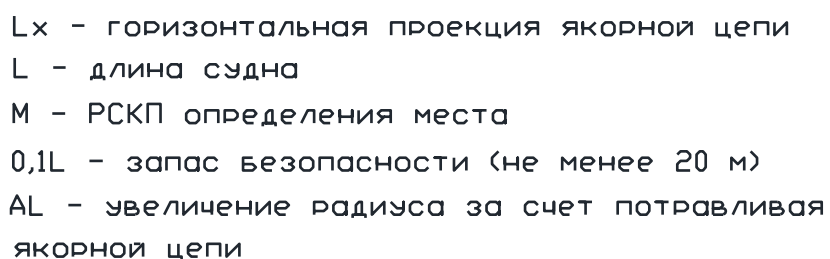 Lx - горизонтальная проекция якорной цепи
L - длина судна
М - РСКП определения места
0,1L - запас безопасности (не менее 20 м)
AL - увеличение радиуса за счет потравливая
якорной цепи